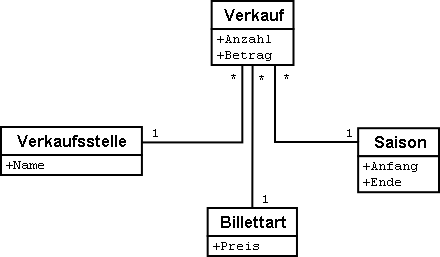 Verkauf
+Anzahl
+Betrag
* * *
1 1
Verkaufsstelle
+Name
Saison
+Anfang
+Ende
1
Billettart
+Preis